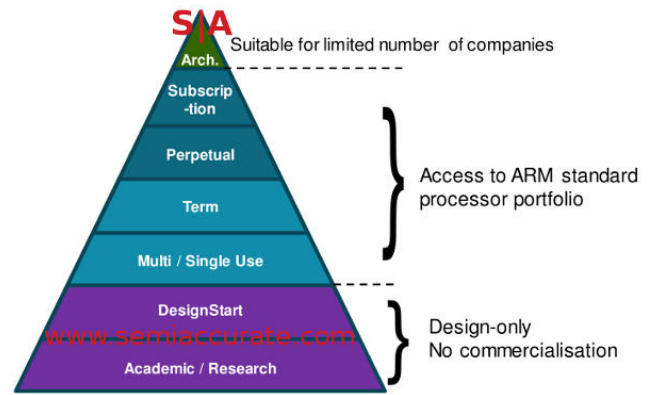 S|A
Suitable for limited number of companies
Arch.
Subscrip
-tion
Perpetual
Access to ARM standard
processor portfolio
Term
Multi / Single Use
DesignStart
www.semiaccurate.com
Design-only
No commercialisation
Academic / Research